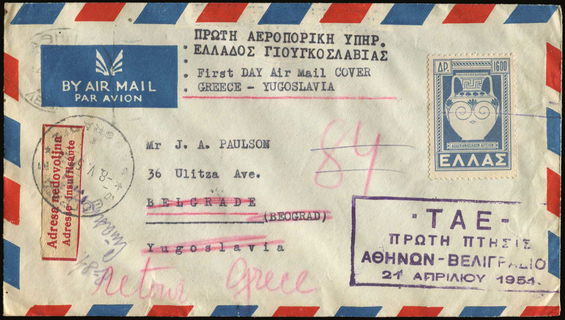 BY AIR MAIL
PAR AVION
ΠΡΩΤΗ ΑΕΡΟΠΟΡΙΚΗ ΥΠΗΡ.
ΕΛΛΑΔΟΣ ΓΙΟΥΓΚΟΣΛΑΒΙΑΣ
First DAY Air Mail COVER
GREECE - YUGOSLAVIA
ΔΡ. 1600
ΕΛΛΑΣ
Adresa nedovoljna
Adresse insuffisante
Mr J. A. PAULSON
36 Ulitza Ave.
BELGRADE
(BEOGRAD)
Yugoslavia
84
Retour Grece
-ΤΑΕ-
ΠΡΩΤΗ ΠΤΗΣΙΣ
ΑΘΗΝΩΝ-ΒΕΛΙΓΡΑΔΙΟ
21 ΑΠΡΙΛΙΟΥ 1951.